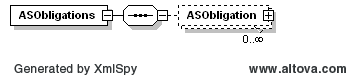 ASObligations
ASObligation
0..∞
Generated by XmlSpy
www.altova.com